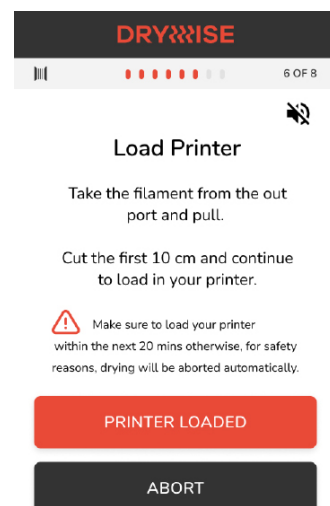 DRYWISE
6 OF 8
Load Printer
Take the filament from the out
port and pull.
Cut the first 10 cm and continue
to load in your printer.
Make sure to load your printer
within the next 20 mins otherwise, for safety
reasons, drying will be aborted automatically.
PRINTER LOADED
ABORT